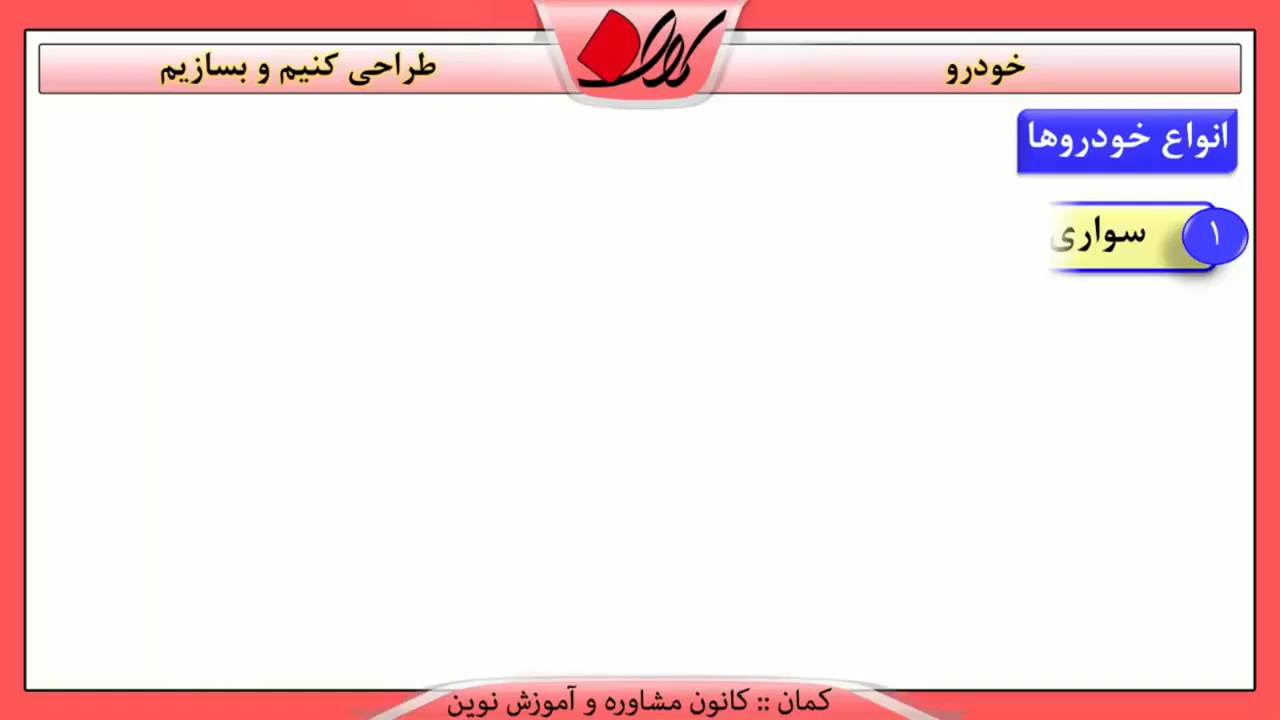 خودرو
طراحی کنیم و بسازیم
انواع خودروها
۱ سواری
کمان :: کانون مشاوره و آموزش نوین